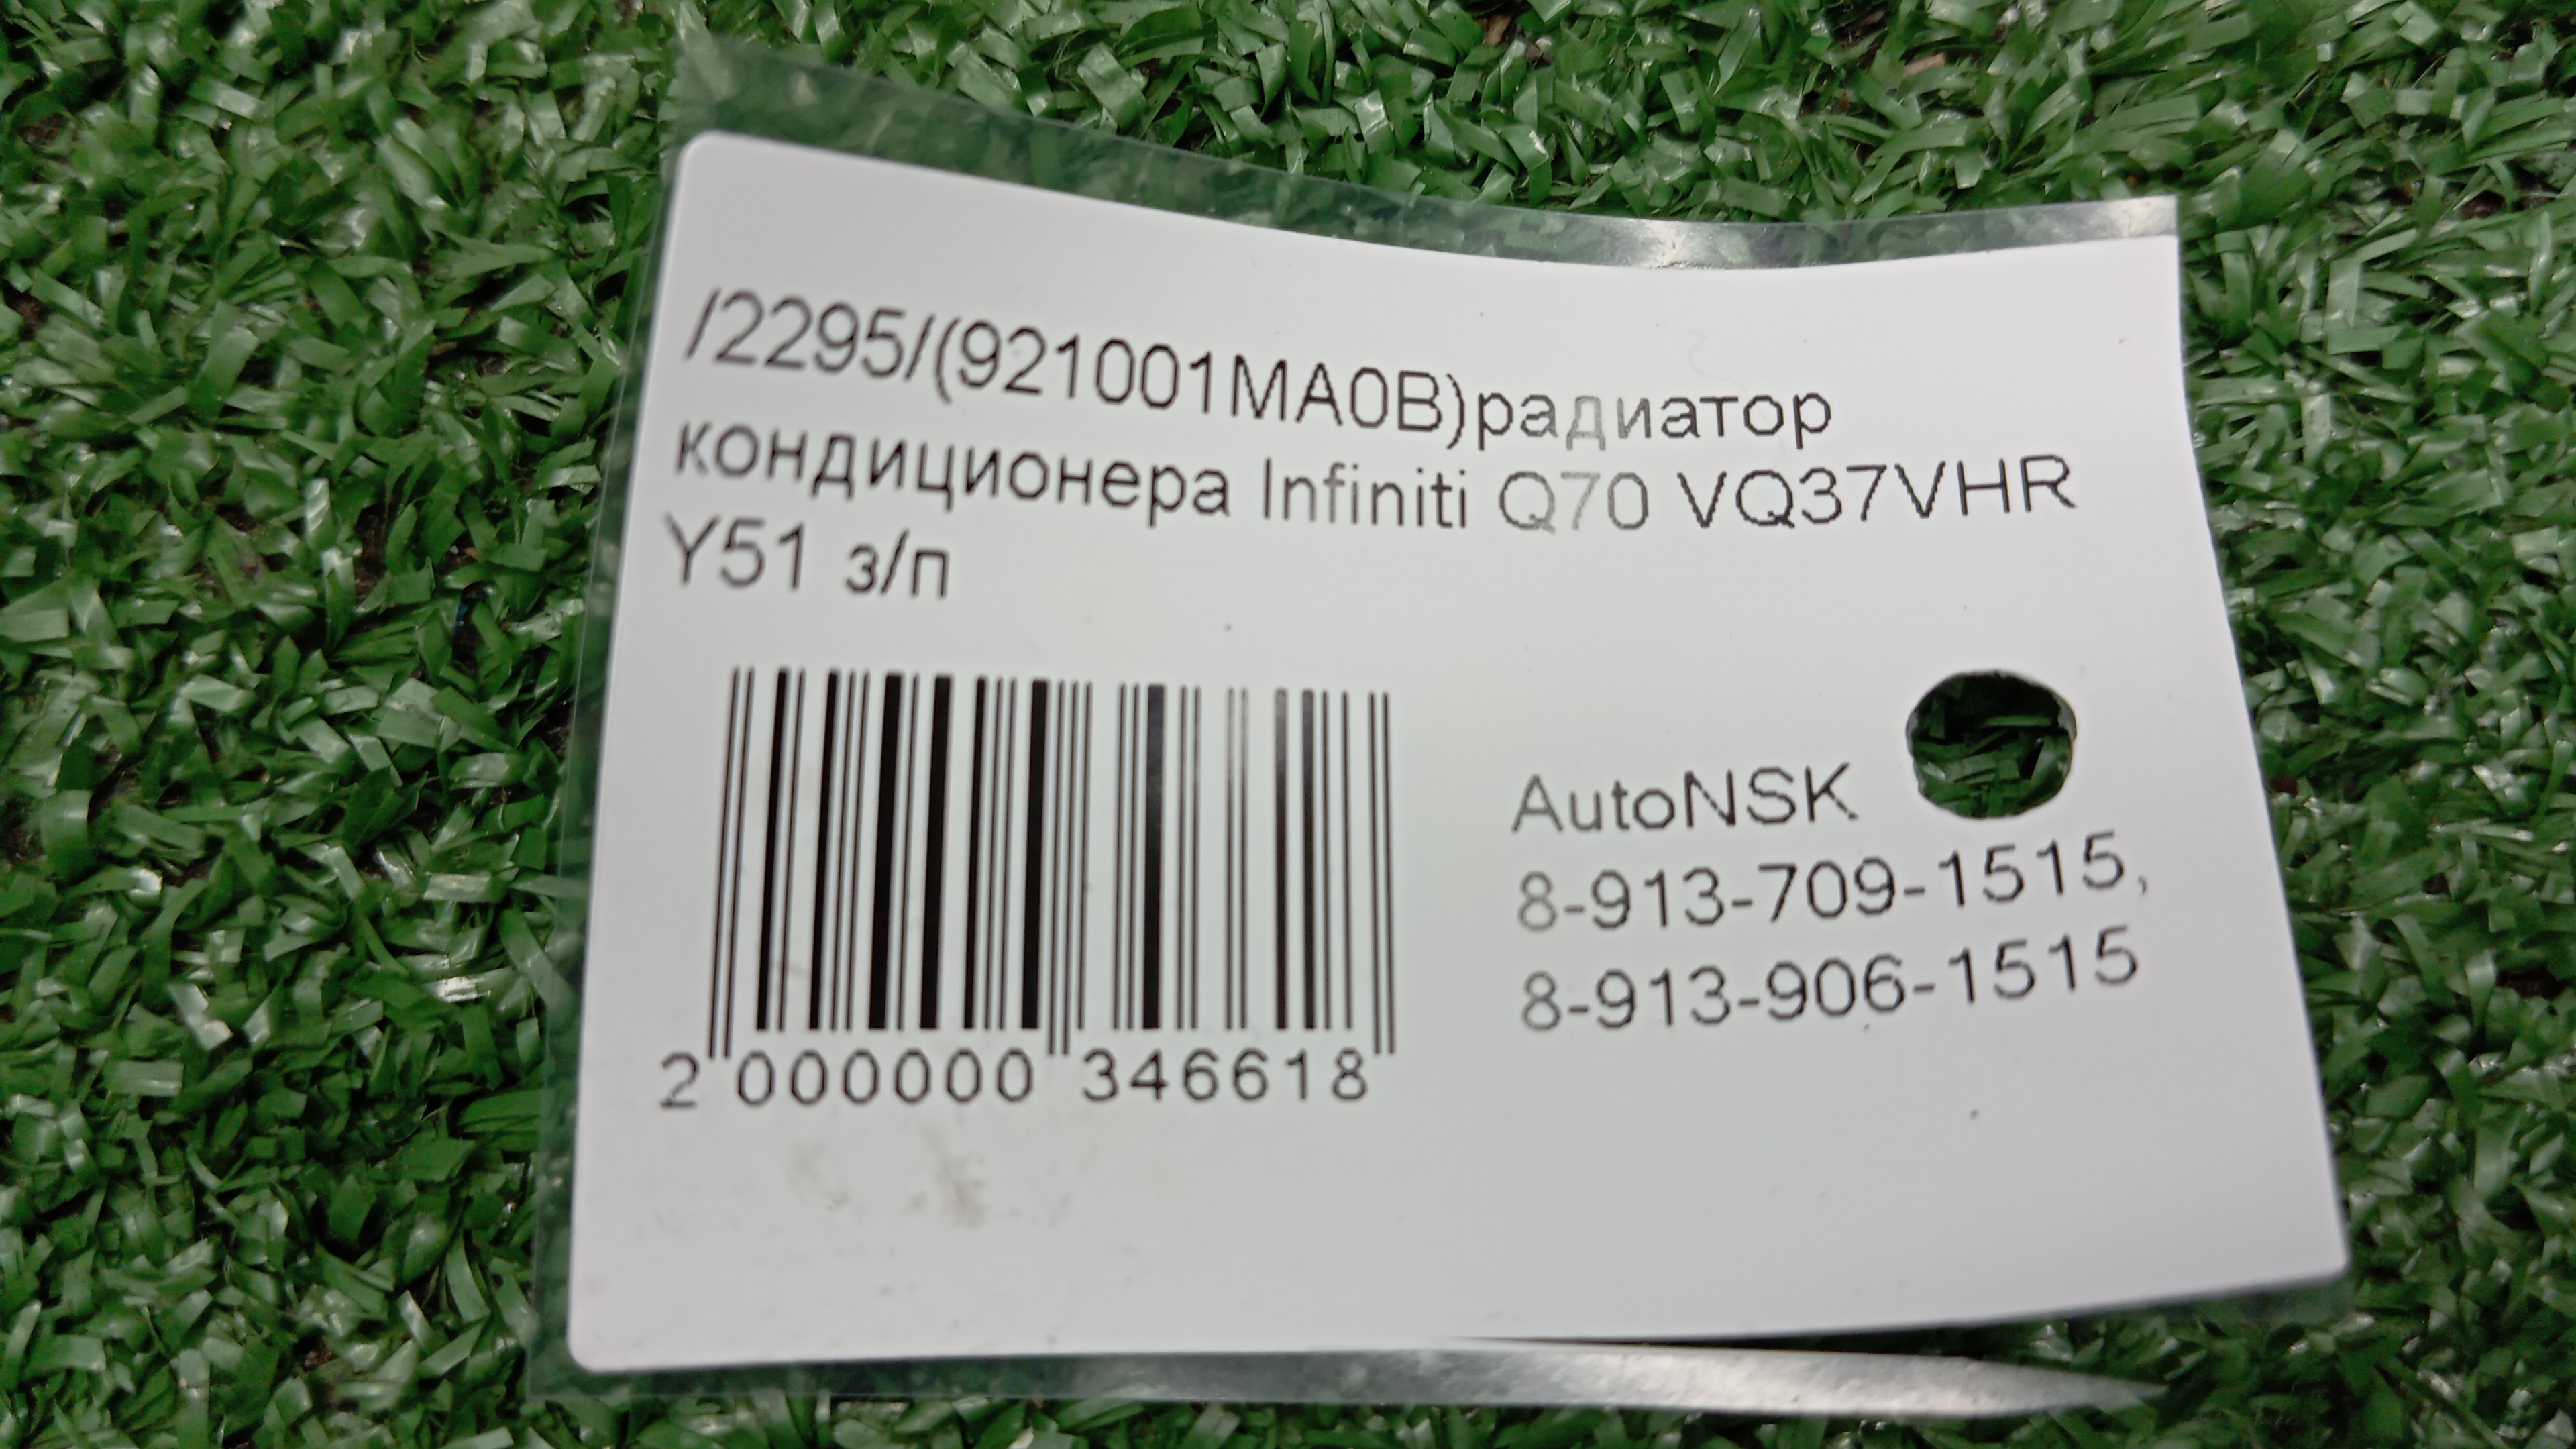 /2295/(921001MA0B)радиатор
кондиционера Infiniti Q70 VQ37VHR
Y51 з/п
AutoNSK
8-913-709-1515,
8-913-906-1515
2 000000 346618